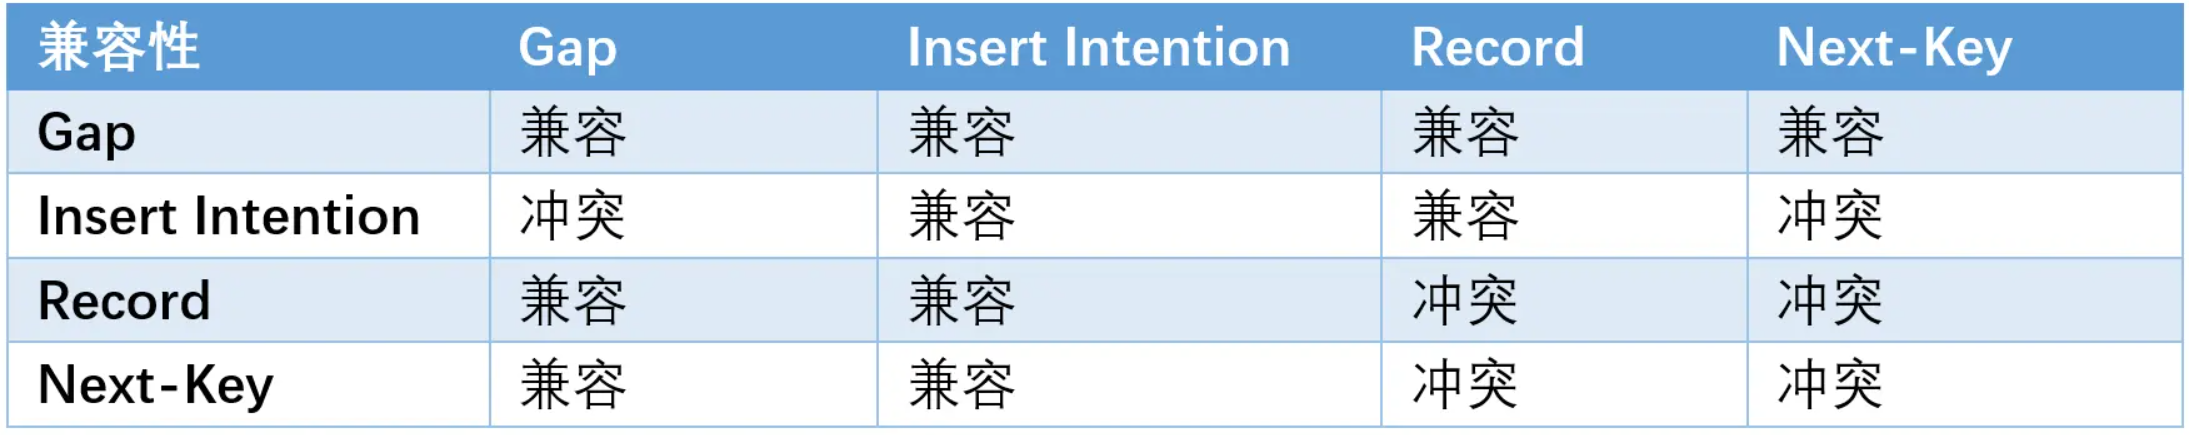 兼容性 Gap Insert Intention Record Next-Key
Gap 兼容 兼容 兼容 兼容
Insert Intention 冲突 兼容 兼容 冲突
Record 兼容 兼容 冲突 冲突
Next-Key 兼容 兼容 冲突 冲突